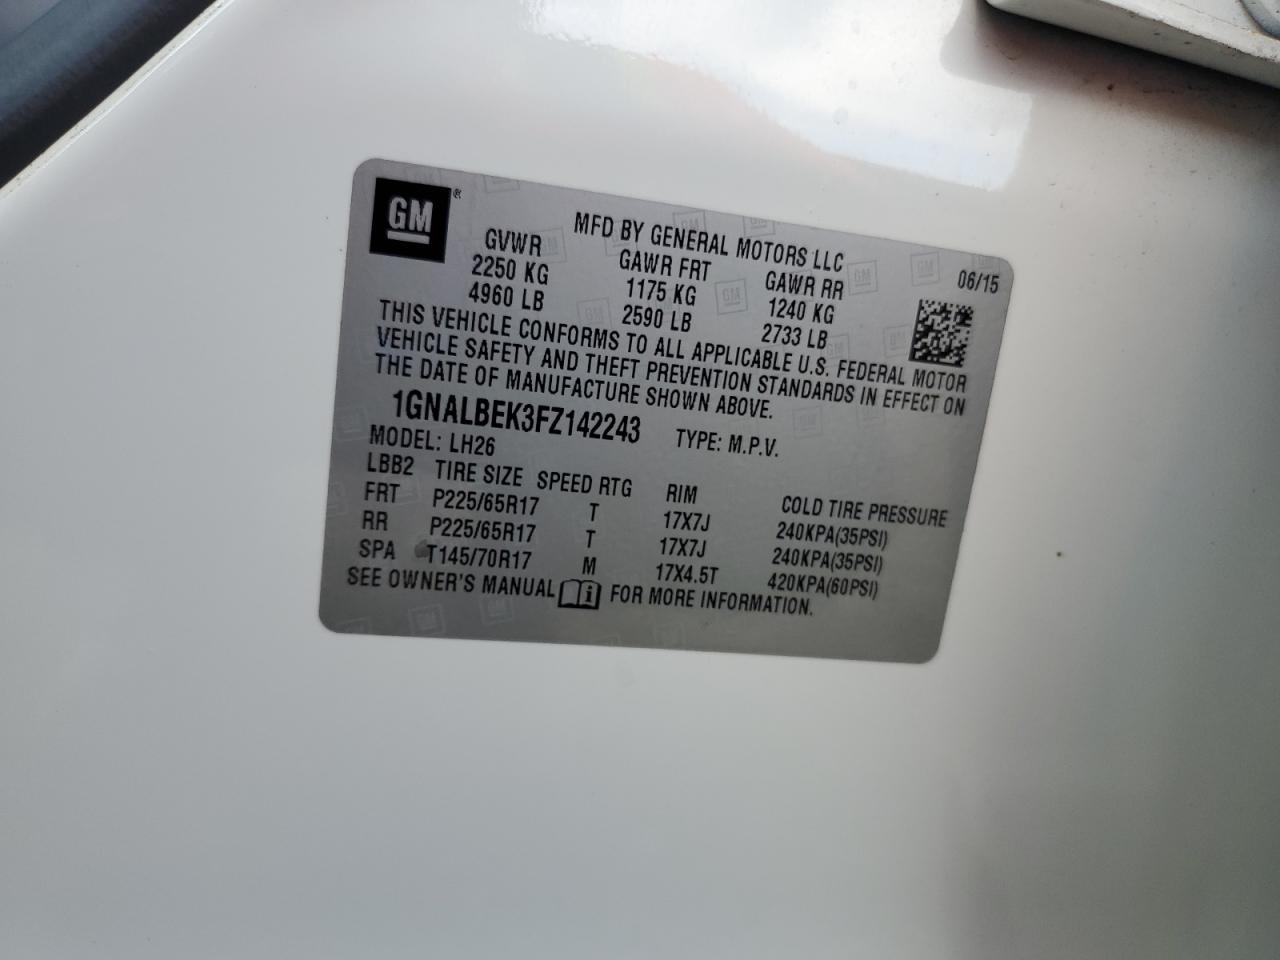 GM®
MFD BY GENERAL MOTORS LLC
GVWR GAWR FRT GAWR RR 06/15
2250 KG 1175 KG 1240 KG
4960 LB 2590 LB 2733 LB
THIS VEHICLE CONFORMS TO ALL APPLICABLE U.S. FEDERAL MOTOR
VEHICLE SAFETY AND THEFT PREVENTION STANDARDS IN EFFECT ON
THE DATE OF MANUFACTURE SHOWN ABOVE.
1GNALBEK3FZ142243 TYPE: M.P.V.
MODEL: LH26
LBB2 TIRE SIZE SPEED RTG RIM COLD TIRE PRESSURE
FRT P225/65R17 T 17X7J 240KPA(35PSI)
RR P225/65R17 T 17X7J 240KPA(35PSI)
SPA T145/70R17 M 17X4.5T 420KPA(60PSI)
SEE OWNER'S MANUAL FOR MORE INFORMATION.